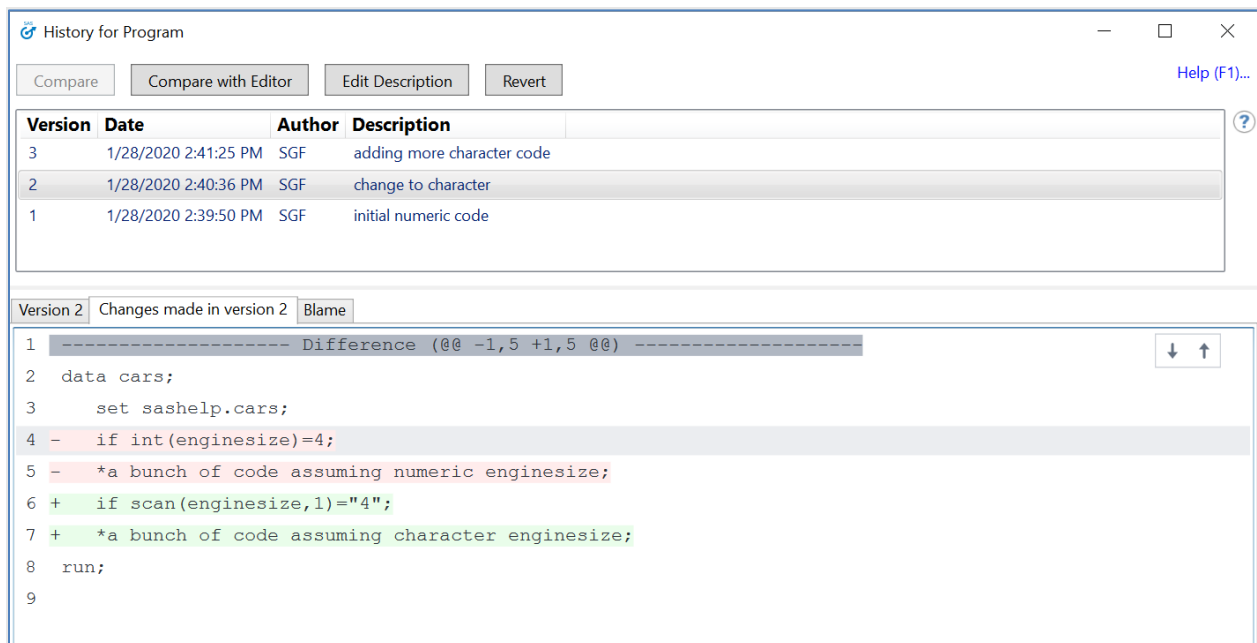 SAS
History for Program
Compare Compare with Editor Edit Description Revert Help (F1)...
Version Date Author Description
3 1/28/2020 2:41:25 PM SGF adding more character code
2 1/28/2020 2:40:36 PM SGF change to character
1 1/28/2020 2:39:50 PM SGF initial numeric code
?
Version 2 Changes made in version 2 Blame
1 -------------------- Difference (@@ -1,5 +1,5 @@) --------------------
2 data cars;
3 set sashelp.cars;
4 - if int(enginesize)=4;
5 - *a bunch of code assuming numeric enginesize;
6 + if scan(enginesize,1)="4";
7 + *a bunch of code assuming character enginesize;
8 run;
9